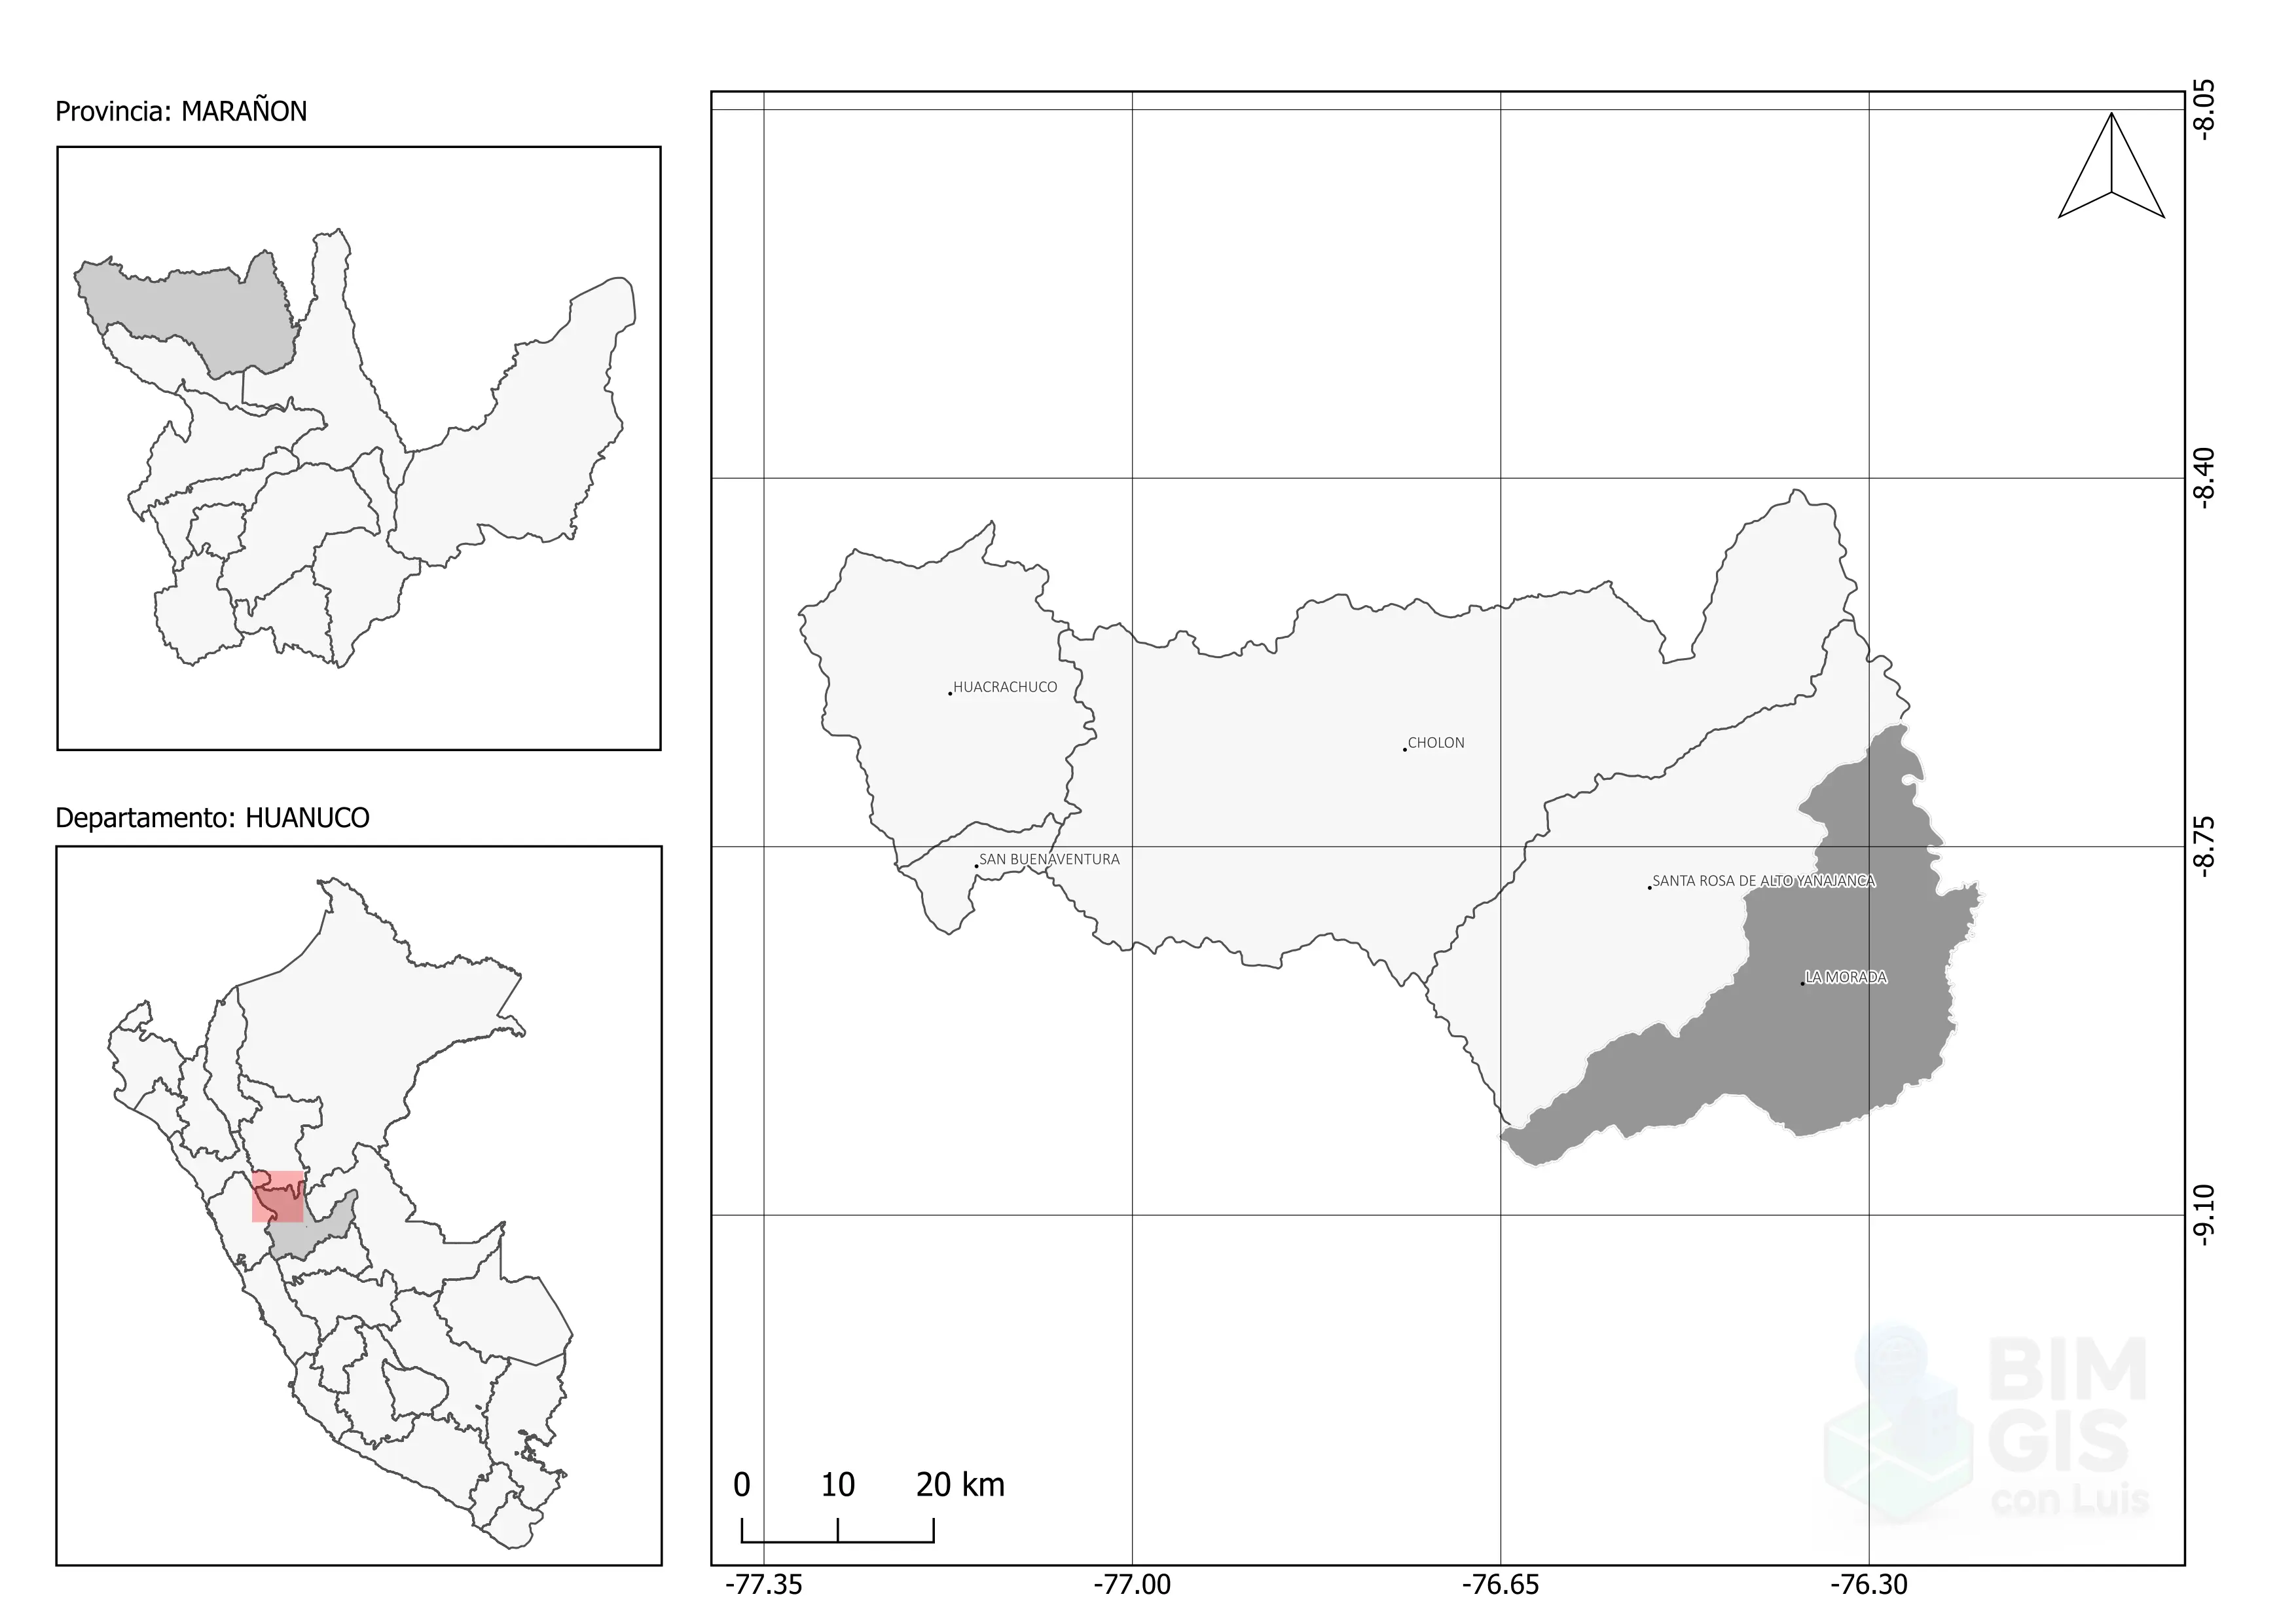 Provincia: MARAÑON
Departamento: HUANUCO
-8.05
-8.40
HUACRACHUCO
CHOLON
-8.75
SAN BUENAVENTURA
SANTA ROSA DE ALTO YANAJANCA
LA MORADA
-9.10
BIM
GIS
con Luis
0 10 20 km
-77.35 -77.00 -76.65 -76.30